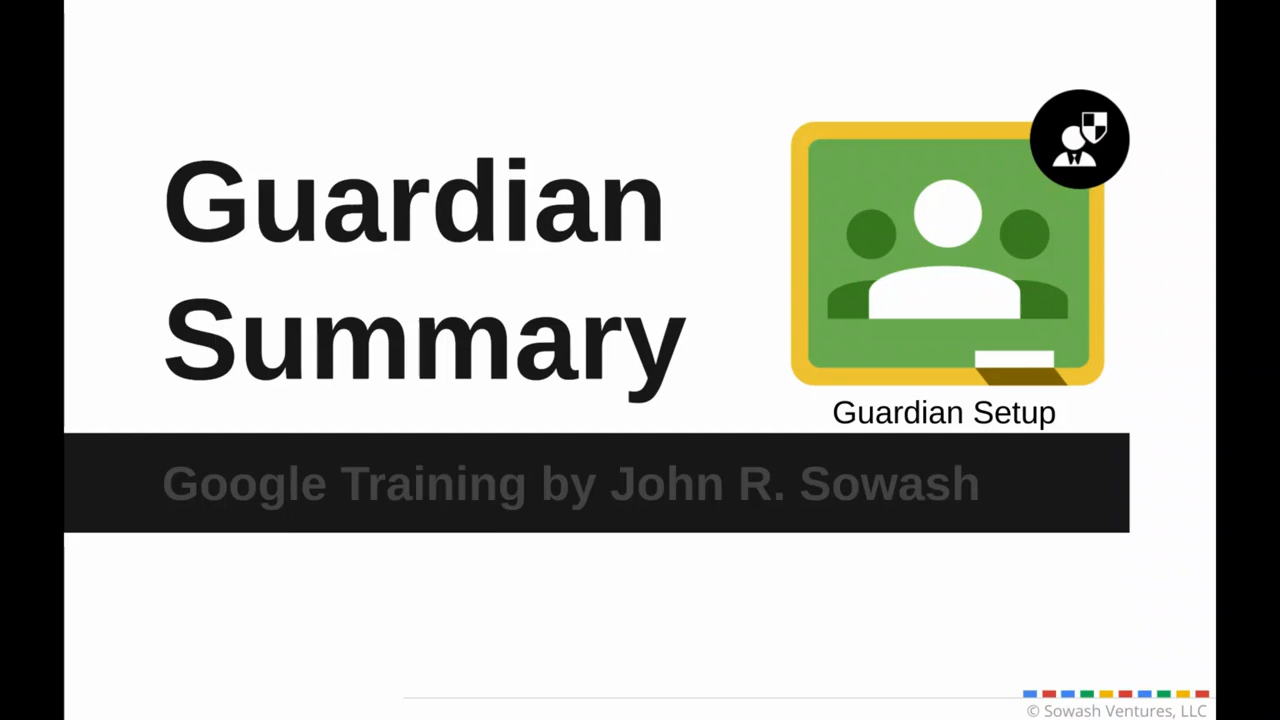 Guardian
Summary
Guardian Setup
Google Training by John R. Sowash
© Sowash Ventures, LLC